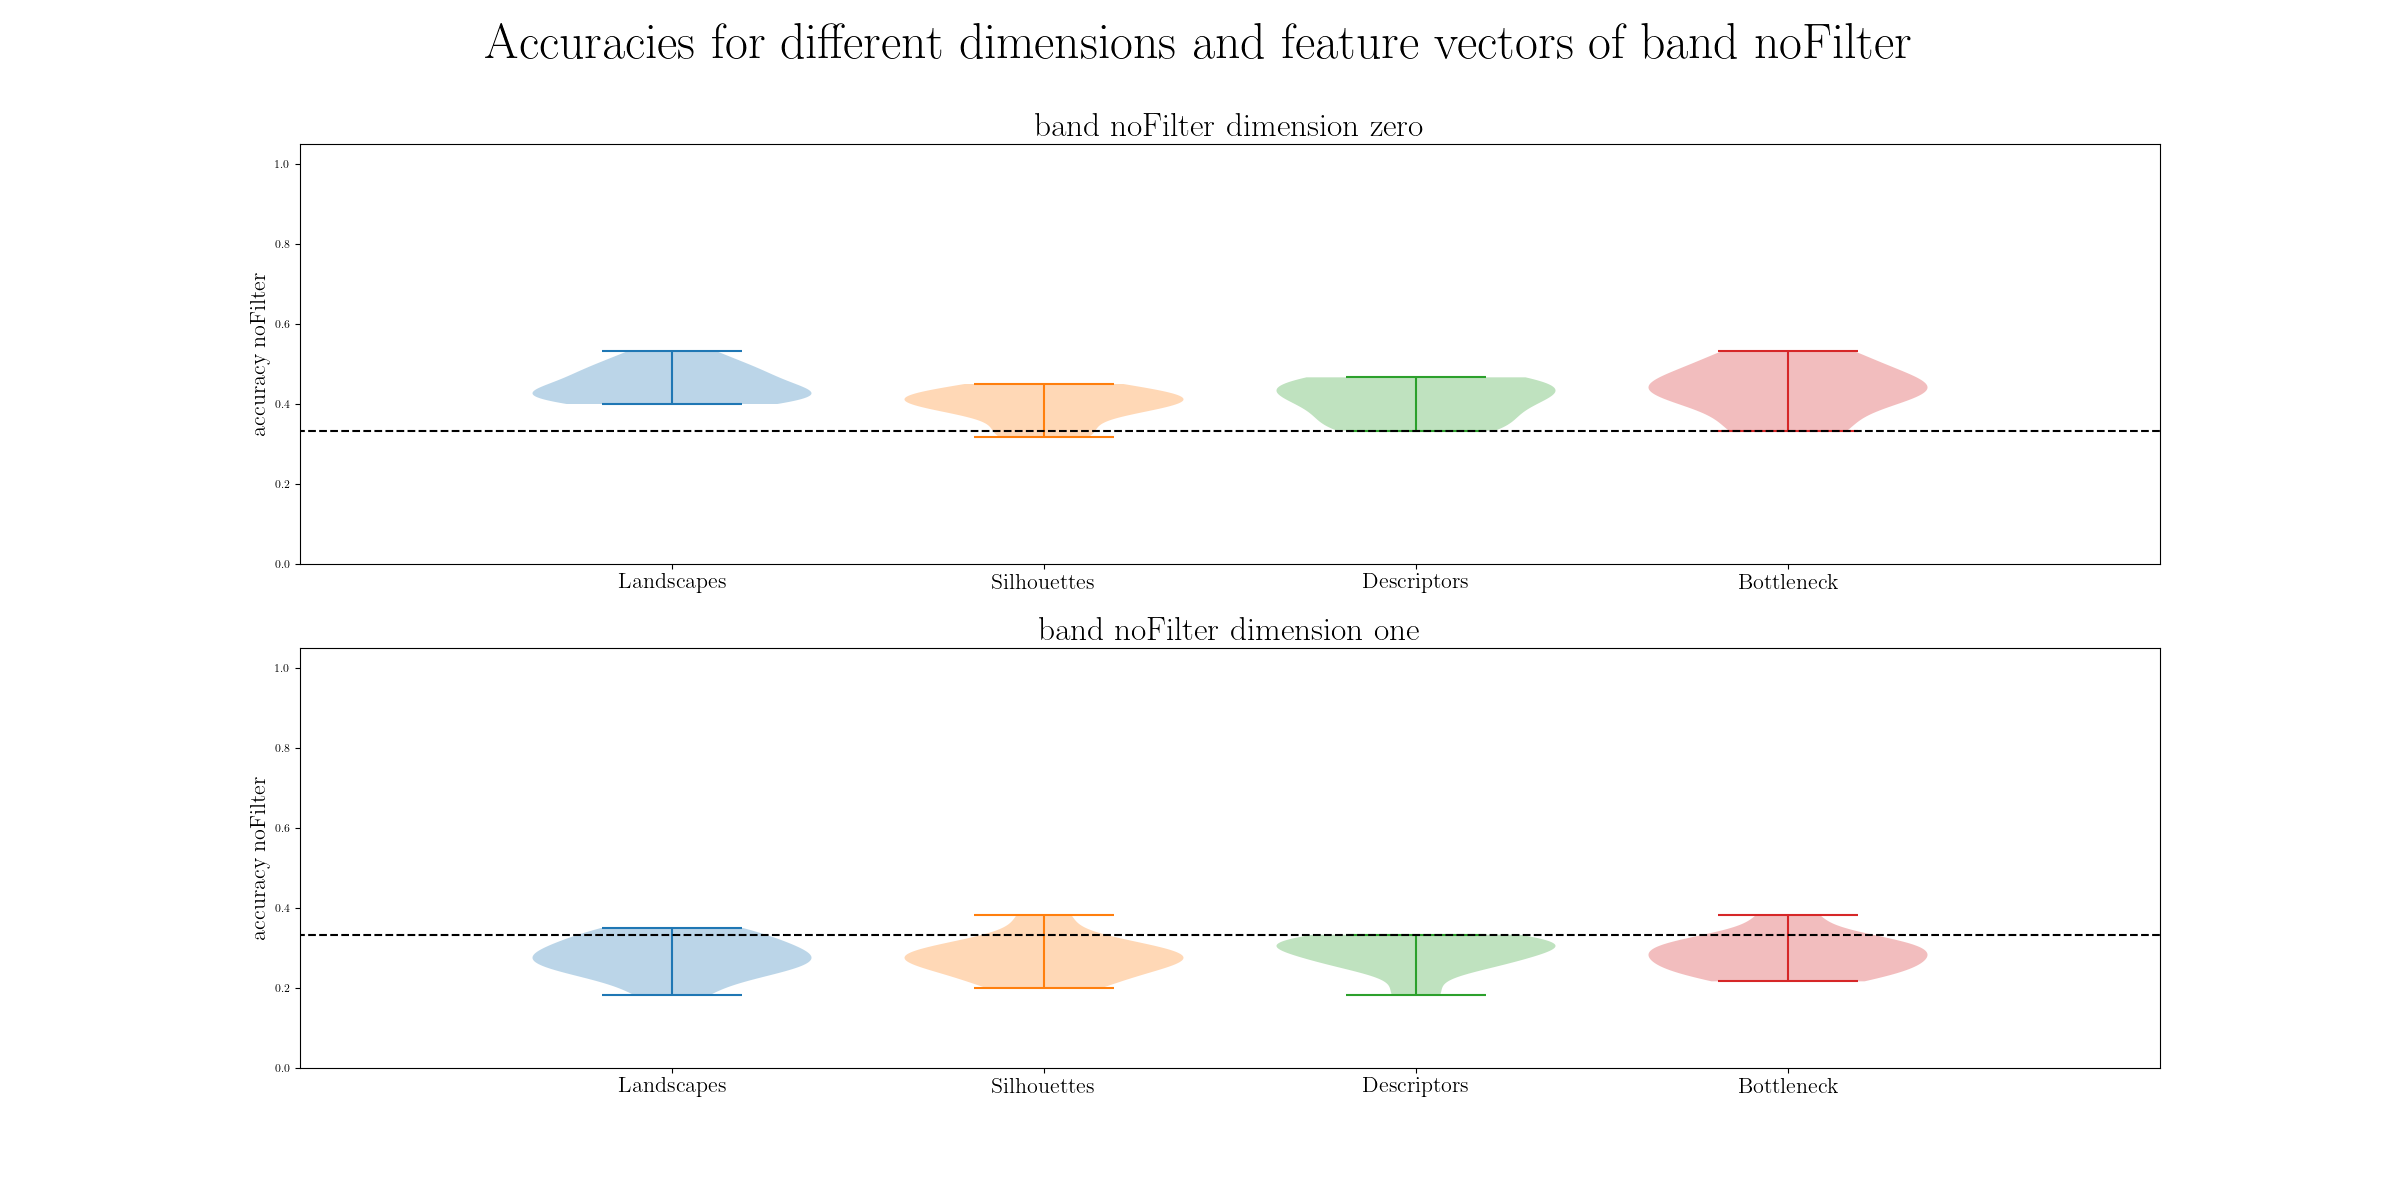 Accuracies for different dimensions and feature vectors of band noFilter
band noFilter dimension zero
accuracy noFilter
1.0
0.8
0.6
0.4
0.2
0.0
Landscapes Silhouettes Descriptors Bottleneck
band noFilter dimension one
accuracy noFilter
1.0
0.8
0.6
0.4
0.2
0.0
Landscapes Silhouettes Descriptors Bottleneck